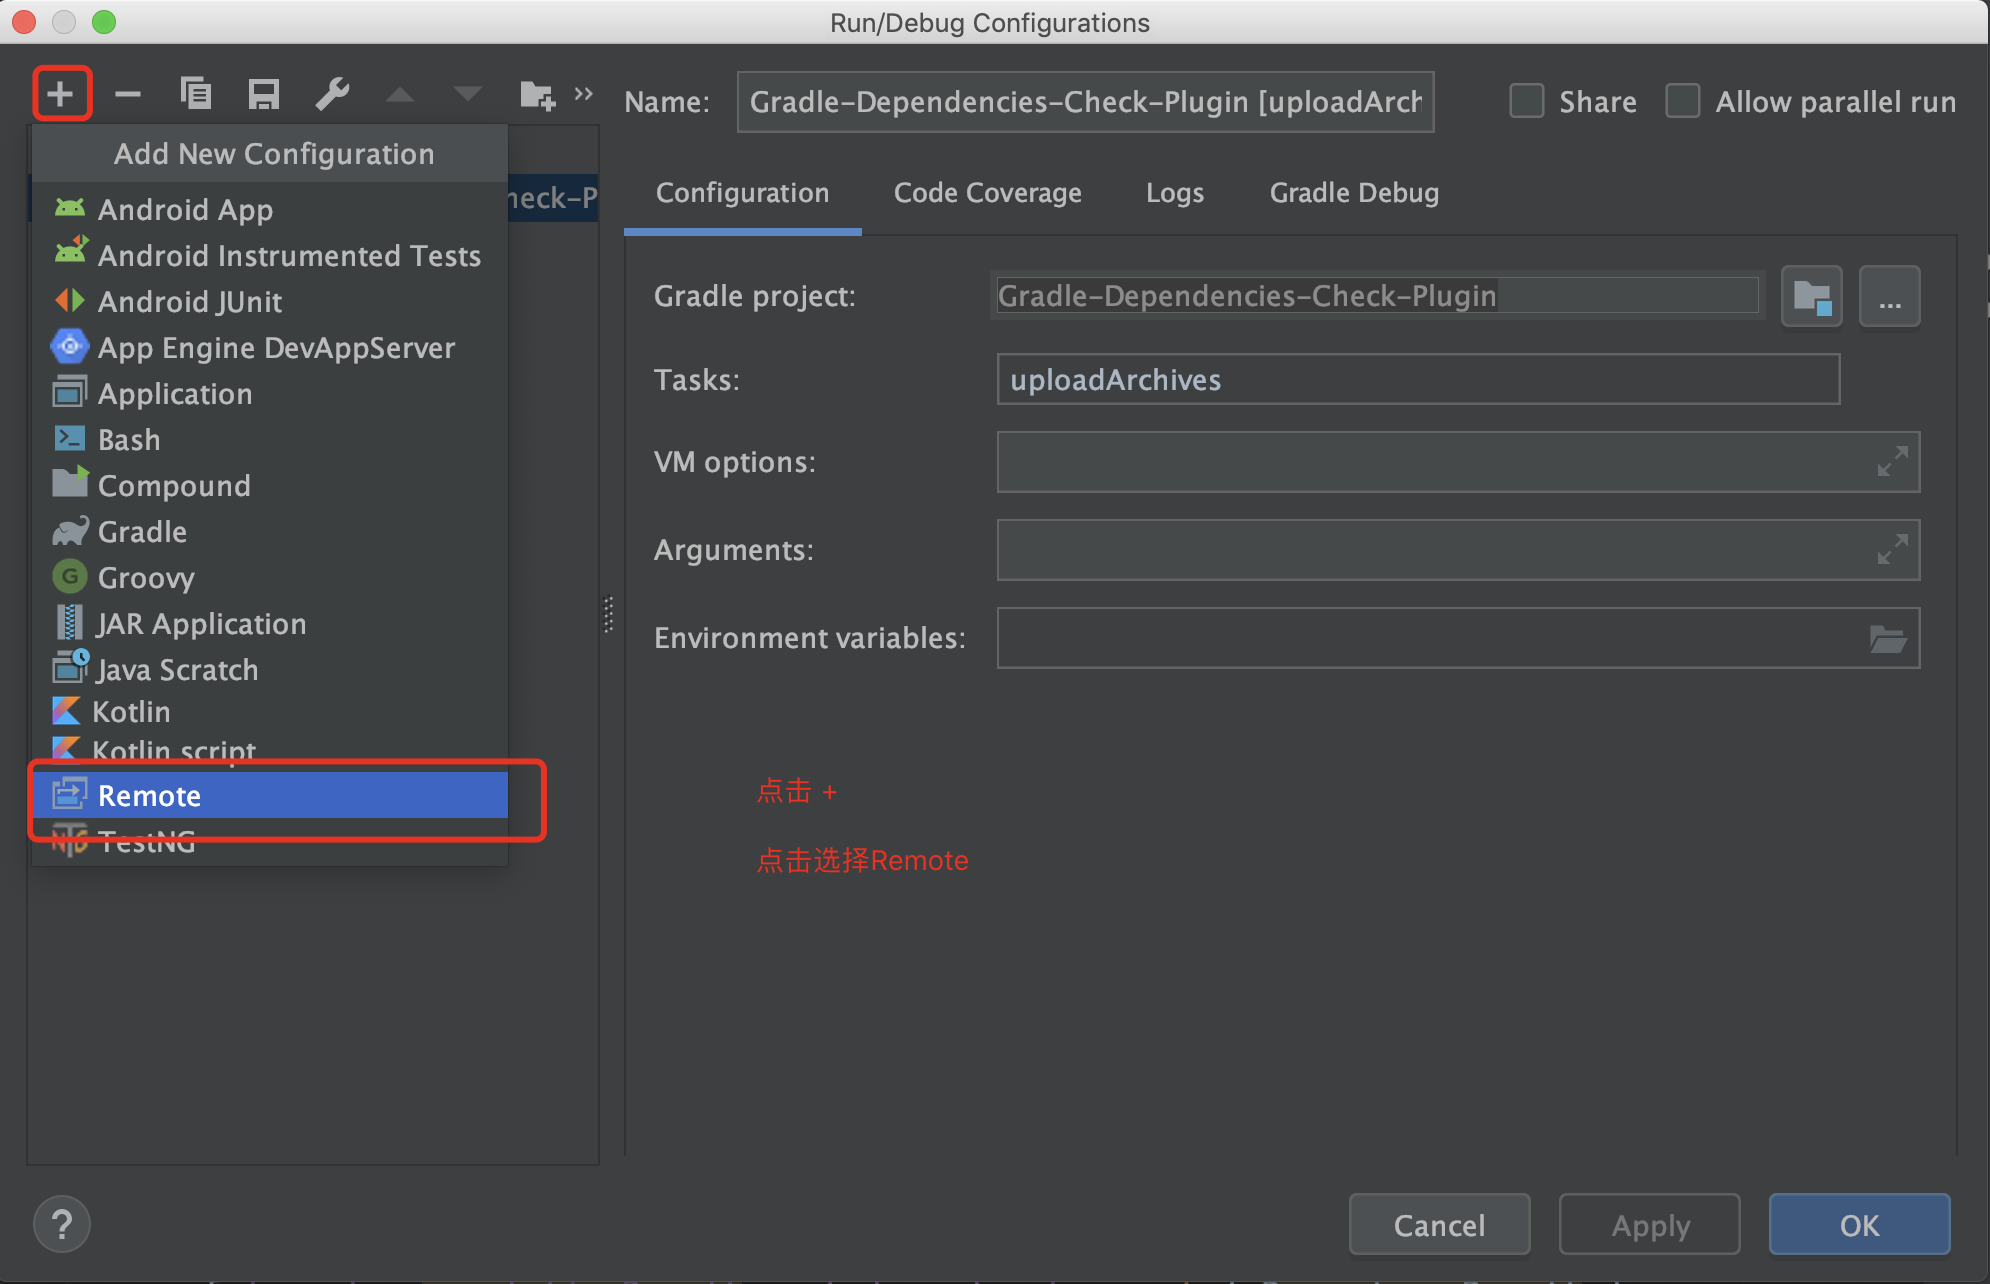 Run/Debug Configurations
Name: Gradle-Dependencies-Check-Plugin [uploadArch
Share
Allow parallel run
Add New Configuration
heck-P
Android App
Android Instrumented Tests
Android JUnit
App Engine DevAppServer
Application
Bash
Compound
Gradle
Groovy
JAR Application
Java Scratch
Kotlin
Kotlin script
Remote
TestNG
Configuration
Code Coverage
Logs
Gradle Debug
Gradle project: Gradle-Dependencies-Check-Plugin
...
Tasks: uploadArchives
VM options:
Arguments:
Environment variables:
点击 +
点击选择Remote
?
Cancel
Apply
OK